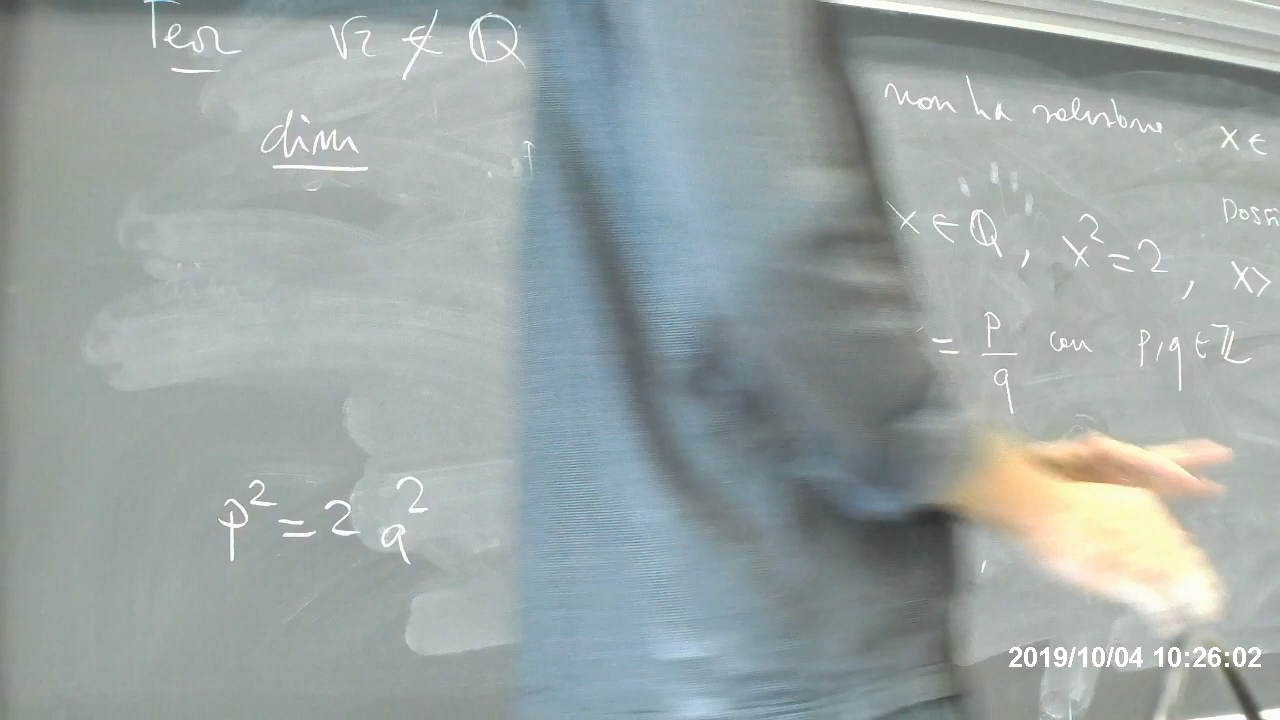 Teor √2 ∉ ℚ
dim
non ha soluzione x ∈
x ∈ ℚ, x² = 2, x >
= p/q con p, q ∈ ℤ
p² = 2 q²
2019/10/04 10:26:02